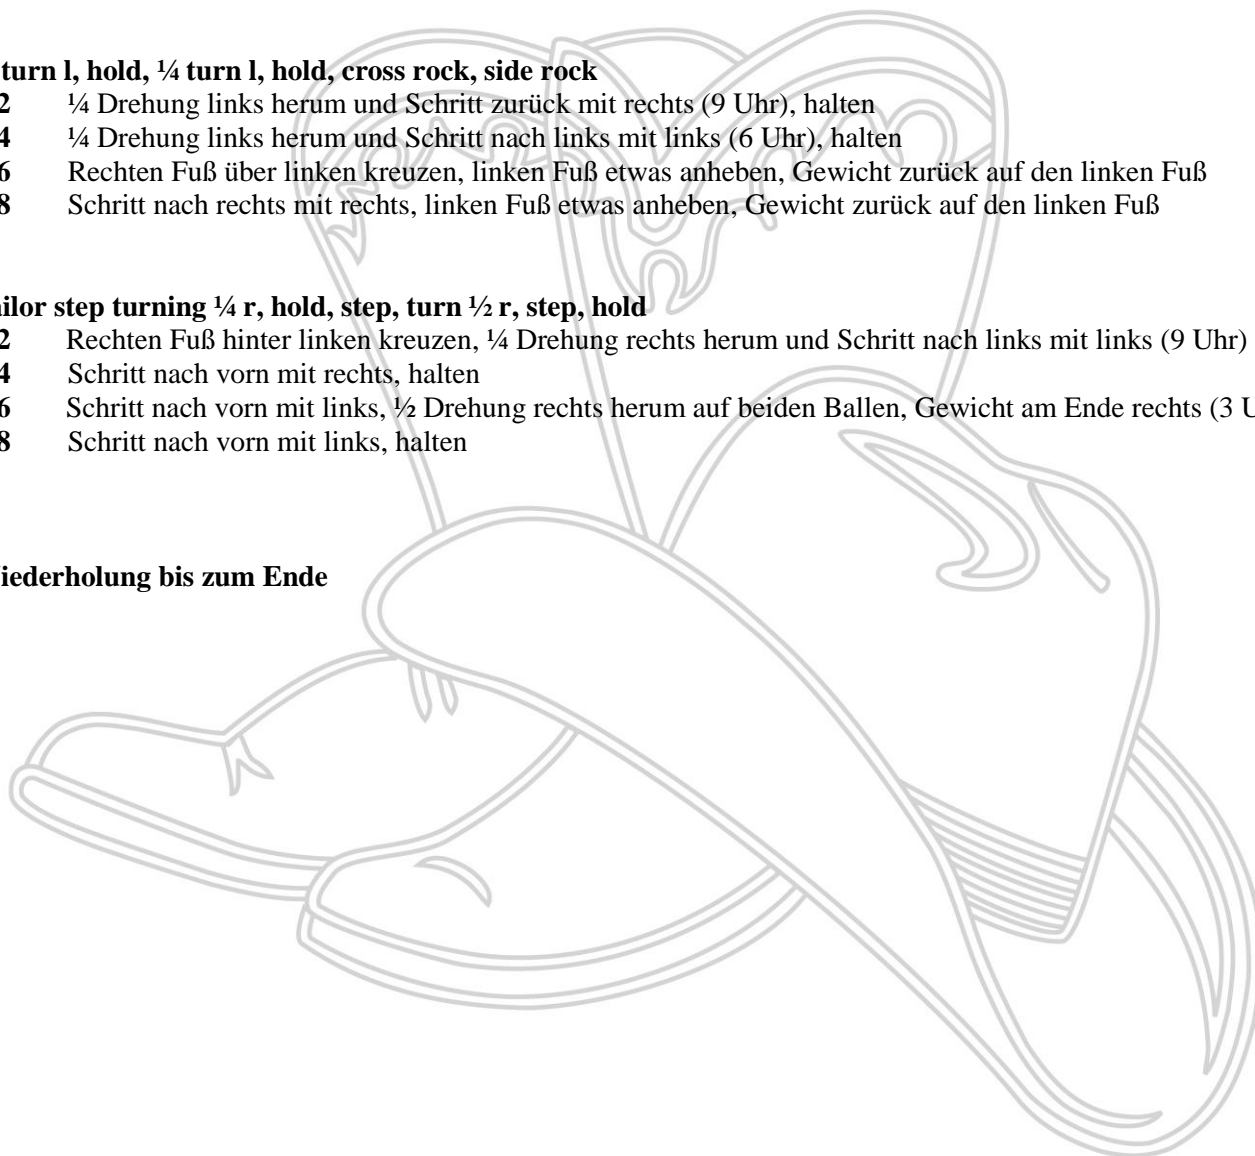 turn l, hold, ¼ turn l, hold, cross rock, side rock
2 ¼ Drehung links herum und Schritt zurück mit rechts (9 Uhr), halten
4 ¼ Drehung links herum und Schritt nach links mit links (6 Uhr), halten
6 Rechten Fuß über linken kreuzen, linken Fuß etwas anheben, Gewicht zurück auf den linken Fuß
8 Schritt nach rechts mit rechts, linken Fuß etwas anheben, Gewicht zurück auf den linken Fuß
ailor step turning ¼ r, hold, step, turn ½ r, step, hold
2 Rechten Fuß hinter linken kreuzen, ¼ Drehung rechts herum und Schritt nach links mit links (9 Uhr)
4 Schritt nach vorn mit rechts, halten
6 Schritt nach vorn mit links, ½ Drehung rechts herum auf beiden Ballen, Gewicht am Ende rechts (3 U
8 Schritt nach vorn mit links, halten
iederholung bis zum Ende